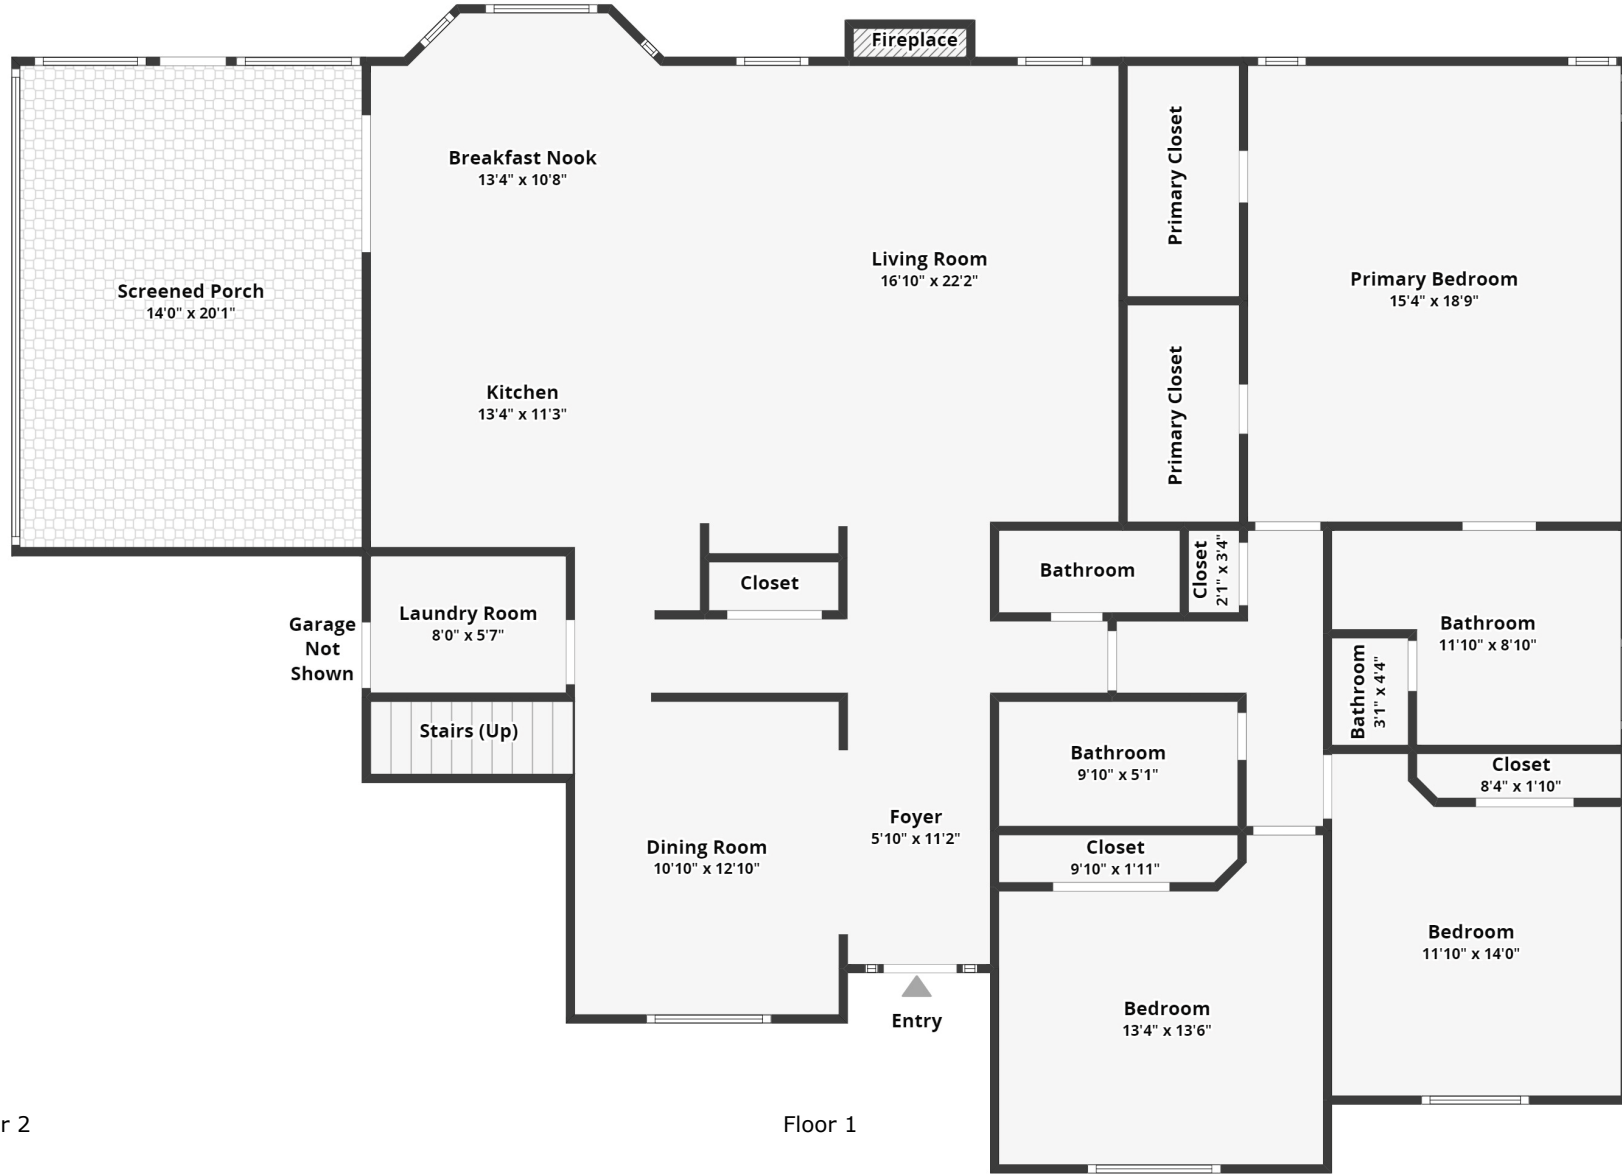 Fireplace
Breakfast Nook
13'4" x 10'8"
Primary Closet
Living Room
16'10" x 22'2"
Primary Bedroom
15'4" x 18'9"
Screened Porch
14'0" x 20'1"
Kitchen
13'4" x 11'3"
Primary Closet
Closet
Bathroom
Closet
2'1" x 3'4"
Garage
Not
Shown
Laundry Room
8'0" x 5'7"
Bathroom
11'10" x 8'10"
Bathroom
3'1" x 4'4"
Stairs (Up)
Bathroom
9'10" x 5'1"
Closet
8'4" x 1'10"
Foyer
5'10" x 11'2"
Dining Room
10'10" x 12'10"
Closet
9'10" x 1'11"
Bedroom
11'10" x 14'0"
Bedroom
13'4" x 13'6"
Entry
r 2
Floor 1